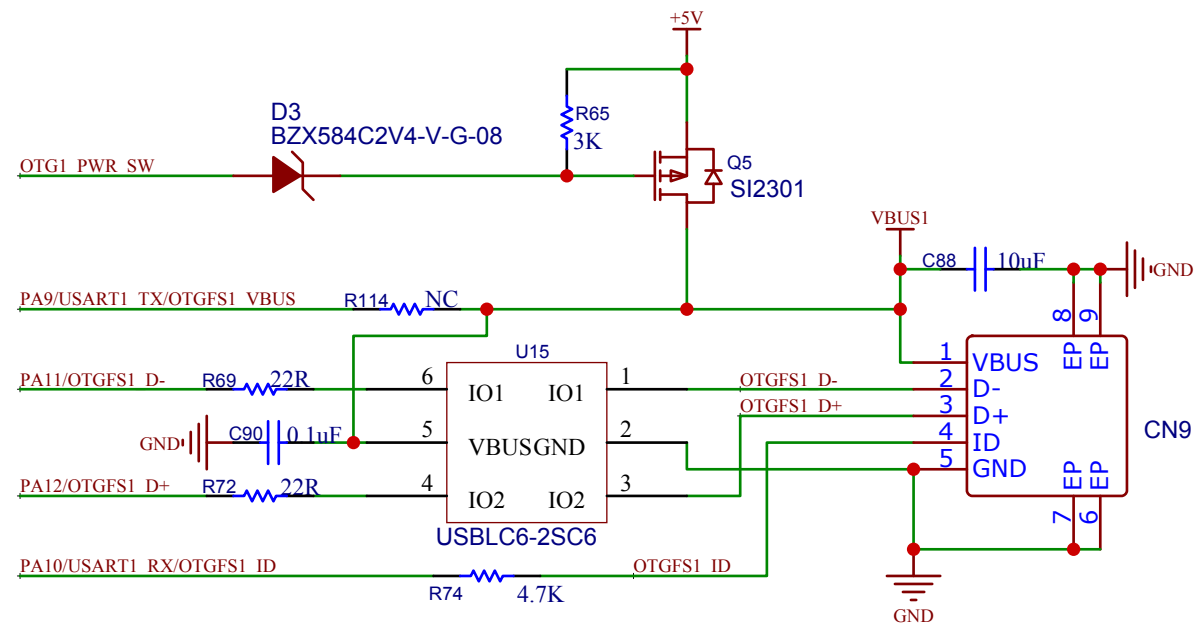 +5V
D3
BZX584C2V4-V-G-08
R65
3K
OTG1_PWR_SW
Q5
SI2301
VBUS1
C88
10uF
GND
PA9/USART1_TX/OTGFS1_VBUS
R114
NC
8
9
EP
EP
U15
1
VBUS
PA11/OTGFS1_D-
R69
22R
6
IO1
IO1
1
OTGFS1_D-
2
D-
OTGFS1_D+
3
D+
GND
C90
0.1uF
5
VBUS
GND
2
4
ID
CN9
5
GND
PA12/OTGFS1_D+
R72
22R
4
IO2
IO2
3
EP
EP
7
6
USBLC6-2SC6
PA10/USART1_RX/OTGFS1_ID
R74
4.7K
OTGFS1_ID
GND